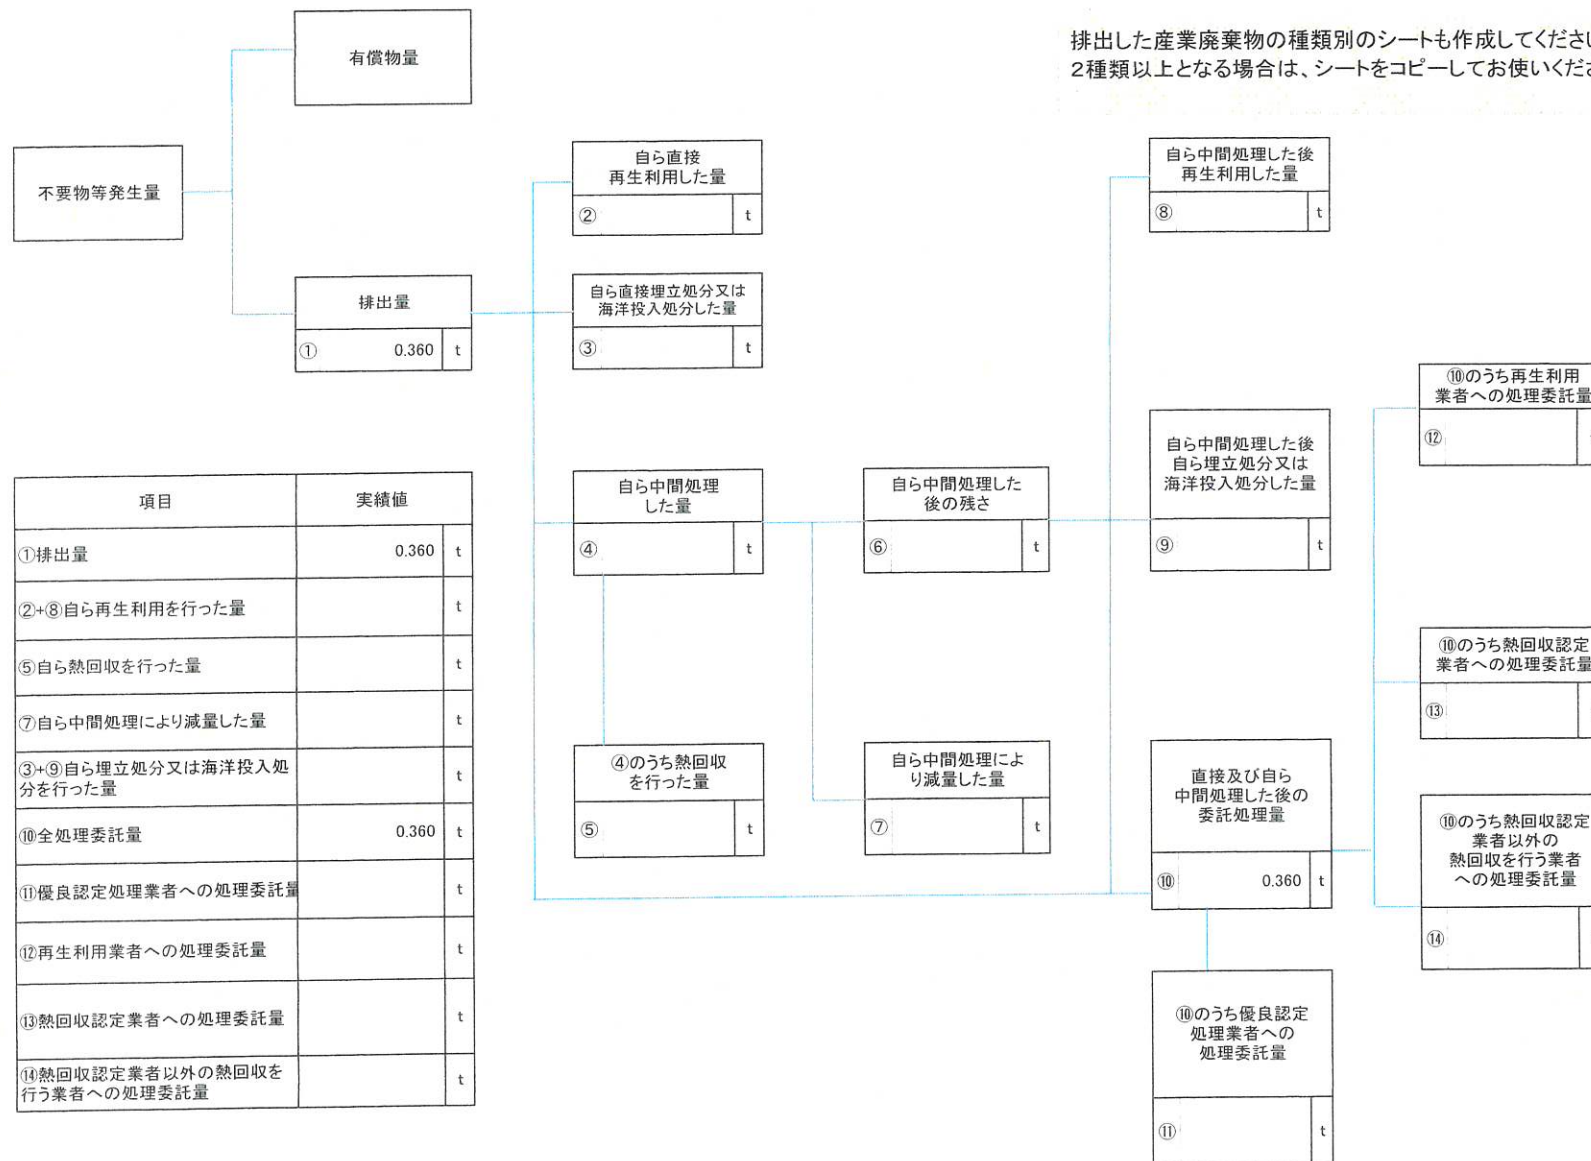 排出した産業廃棄物の種類別のシートも作成してくださ
2種類以上となる場合は、シートをコピーしてお使いくだ
有償物量
不要物等発生量
排出量
① 0.360 t
自ら直接
再生利用した量
② t
自ら直接埋立処分又は
海洋投入処分した量
③ t
自ら中間処理
した量
④ t
④のうち熱回収
を行った量
⑤ t
自ら中間処理した
後の残さ
⑥ t
自ら中間処理によ
り減量した量
⑦ t
自ら中間処理した後
再生利用した量
⑧ t
自ら中間処理した後
自ら埋立処分又は
海洋投入処分した量
⑨ t
直接及び自ら
中間処理した後の
委託処理量
⑩ 0.360 t
⑩のうち優良認定
処理業者への
処理委託量
⑪ t
⑩のうち再生利用
業者への処理委託量
⑫
⑩のうち熱回収認定
業者への処理委託量
⑬
⑩のうち熱回収認定
業者以外の
熱回収を行う業者
への処理委託量
⑭
項目 実績値
①排出量 0.360 t
②+⑧自ら再生利用を行った量 t
⑤自ら熱回収を行った量 t
⑦自ら中間処理により減量した量 t
③+⑨自ら埋立処分又は海洋投入処
分を行った量 t
⑩全処理委託量 0.360 t
⑪優良認定処理業者への処理委託量 t
⑫再生利用業者への処理委託量 t
⑬熱回収認定業者への処理委託量 t
⑭熱回収認定業者以外の熱回収を
行う業者への処理委託量 t